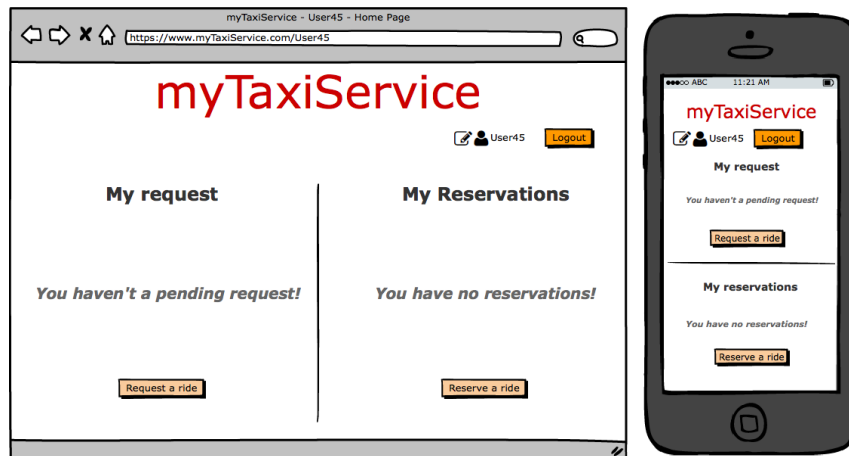 myTaxiService - User45 - Home Page
https://www.myTaxiService.com/User45
myTaxiService
User45 Logout
My request My Reservations
You haven't a pending request! You have no reservations!
Request a ride Reserve a ride
ABC 11:21 AM
myTaxiService
User45 Logout
My request
You haven't a pending request!
Request a ride
My reservations
You have no reservations!
Reserve a ride